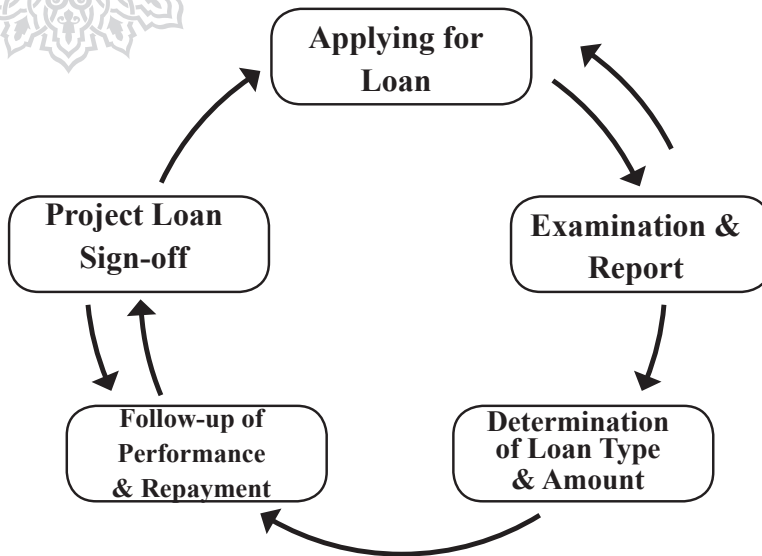 Applying for
Loan
Examination &
Report
Determination
of Loan Type
& Amount
Follow-up of
Performance
& Repayment
Project Loan
Sign-off